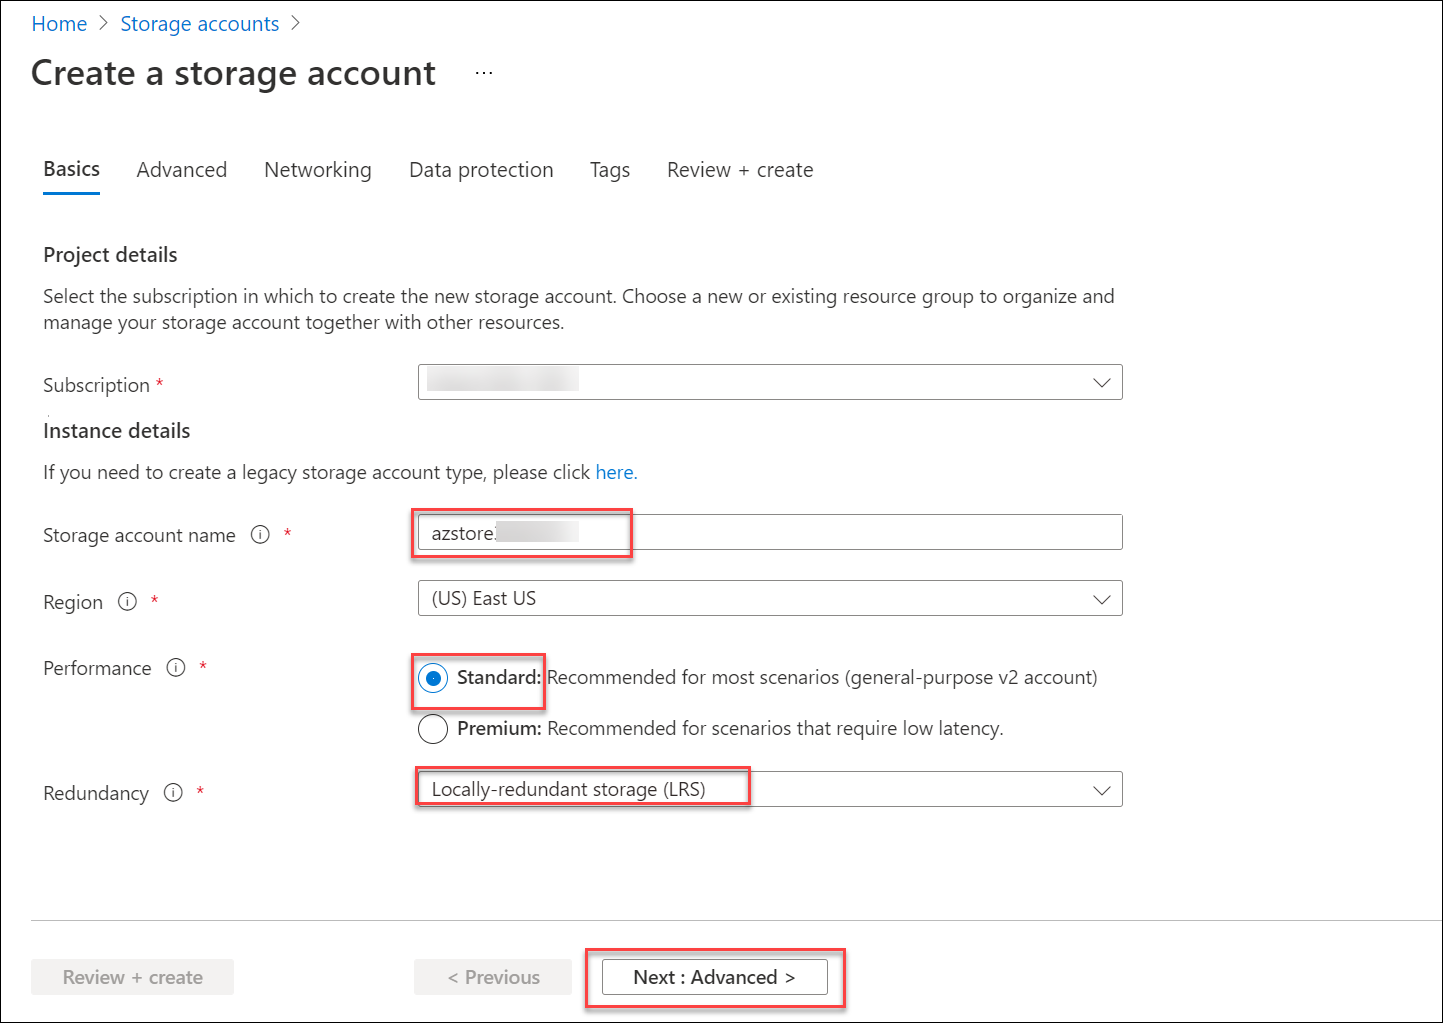 Home > Storage accounts >
Create a storage account ...
Basics Advanced Networking Data protection Tags Review + create
Project details
Select the subscription in which to create the new storage account. Choose a new or existing resource group to organize and
manage your storage account together with other resources.
Subscription *
Instance details
If you need to create a legacy storage account type, please click here.
Storage account name * azstore
Region * (US) East US
Performance * Standard: Recommended for most scenarios (general-purpose v2 account)
Premium: Recommended for scenarios that require low latency.
Redundancy * Locally-redundant storage (LRS)
Review + create < Previous Next : Advanced >